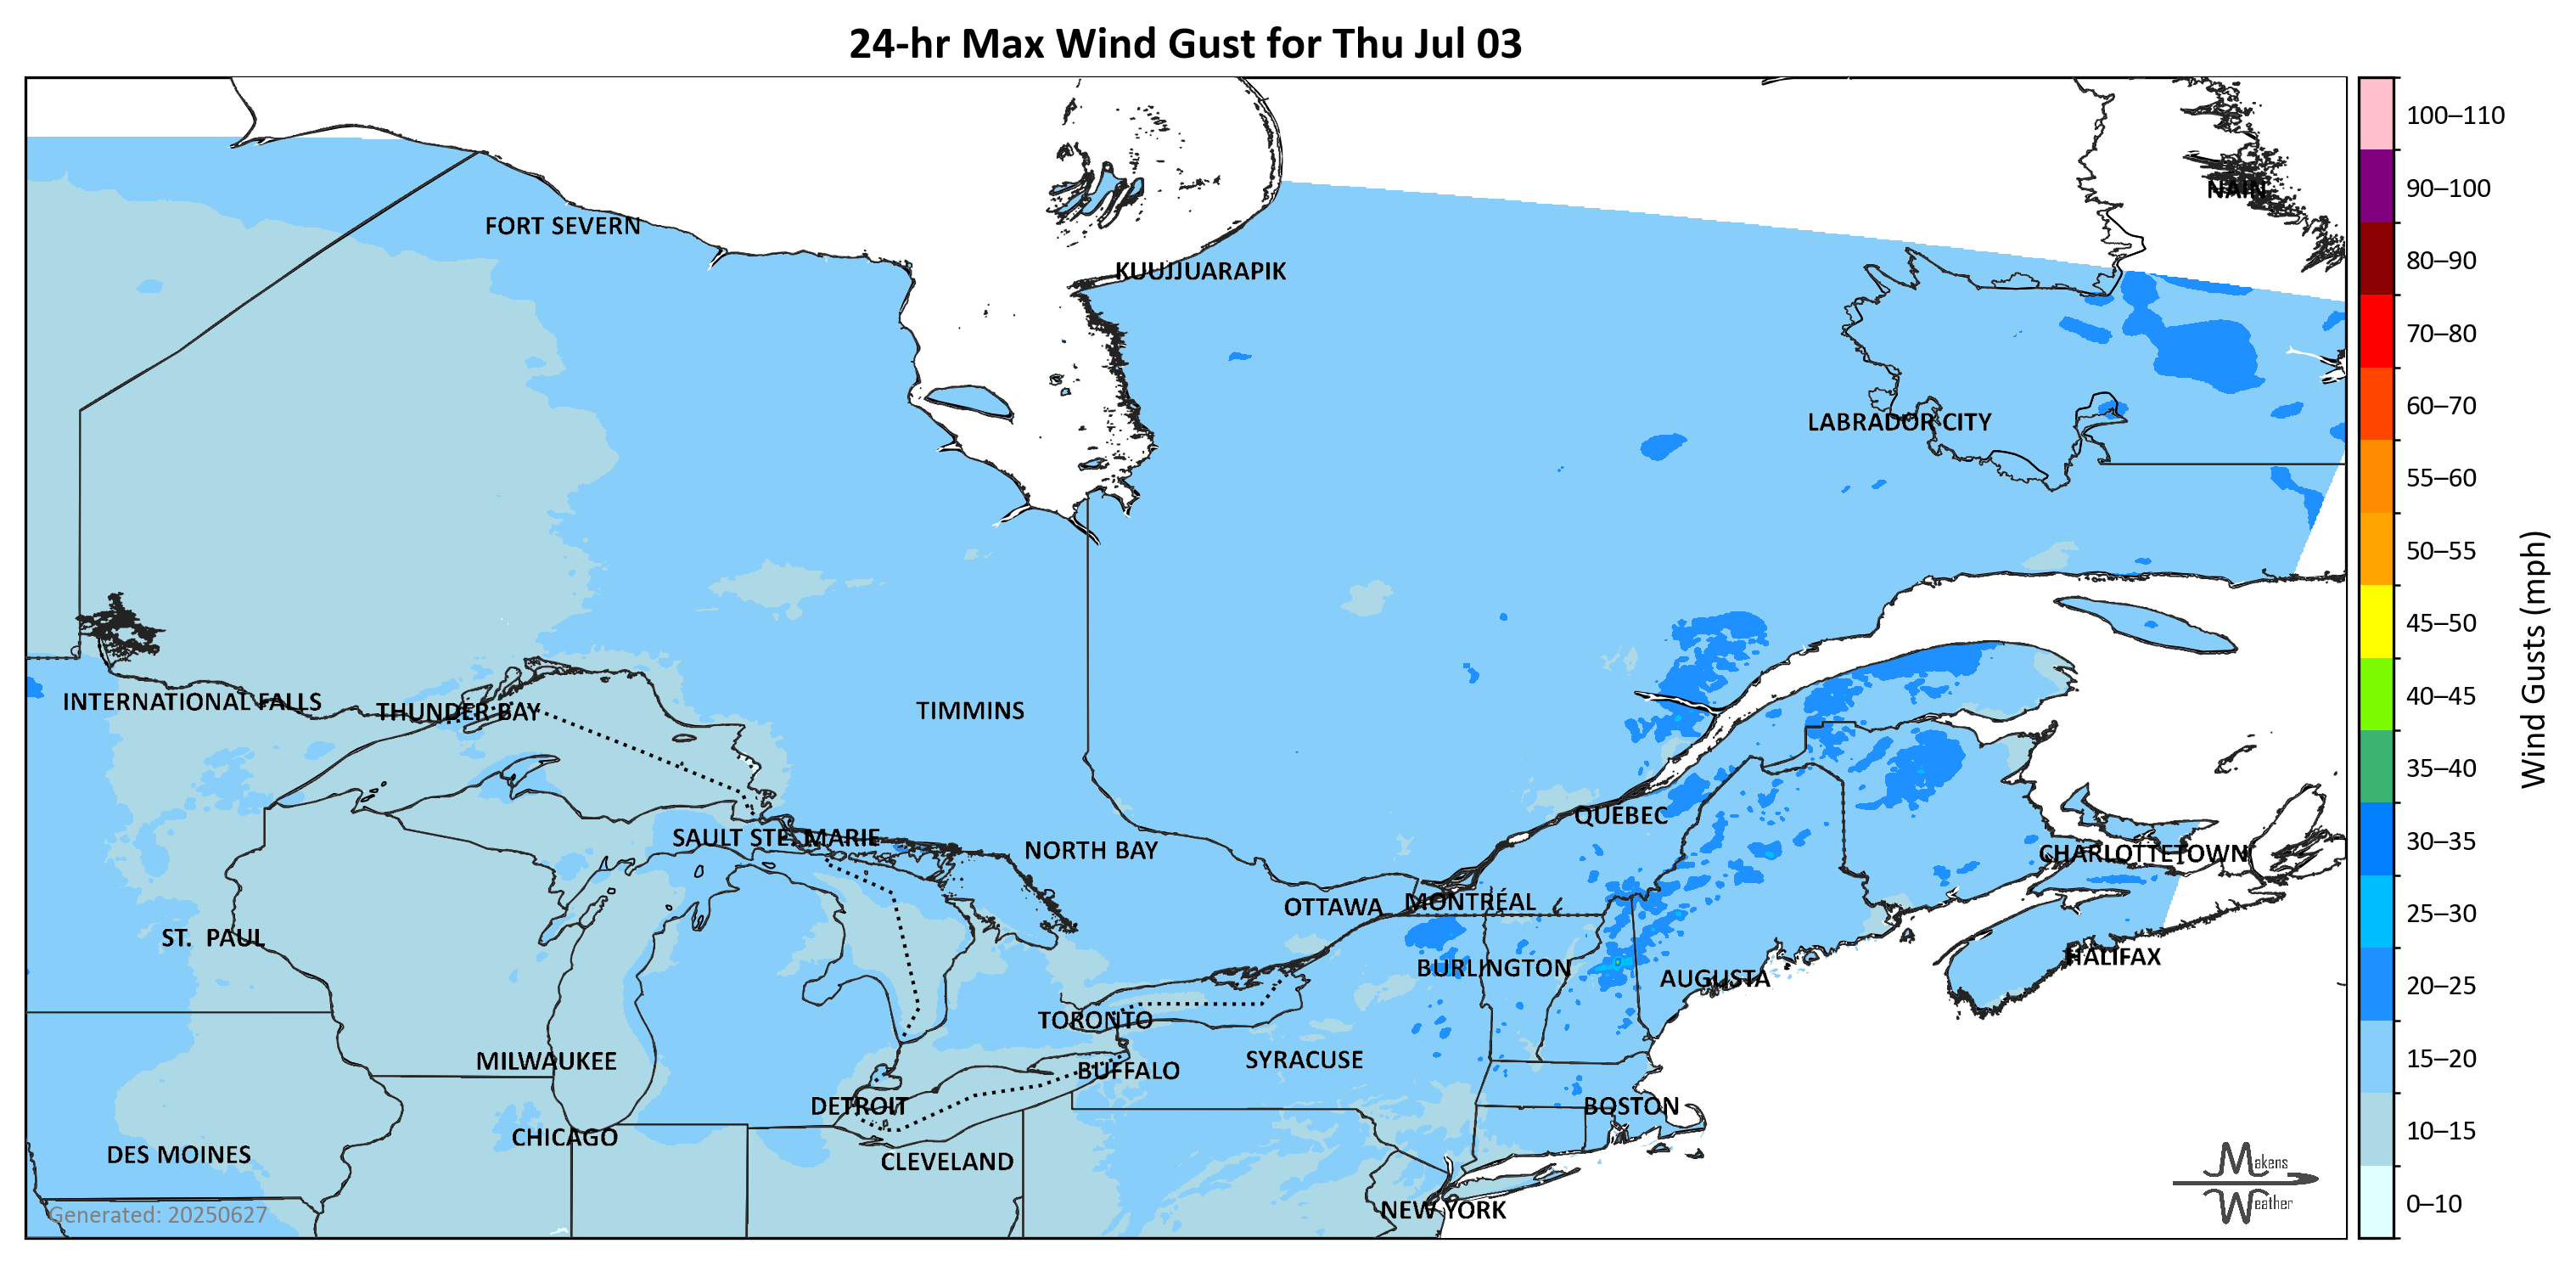 24-hr Max Wind Gust for Thu Jul 03
100–110
90–100
80–90
70–80
60–70
55–60
50–55
45–50
40–45
35–40
30–35
25–30
20–25
15–20
10–15
0–10
Wind Gusts (mph)
NAIN
FORT SEVERN
KUUJJUARAPIK
LABRADOR CITY
INTERNATIONAL FALLS
THUNDER BAY
TIMMINS
QUEBEC
SAULT STE. MARIE
NORTH BAY
CHARLOTTETOWN
OTTAWA
MONTRÉAL
ST. PAUL
BURLINGTON
AUGUSTA
HALIFAX
TORONTO
MILWAUKEE
BUFFALO
SYRACUSE
DETROIT
BOSTON
CHICAGO
DES MOINES
CLEVELAND
NEW YORK
Generated: 20250627
Makens
Weather